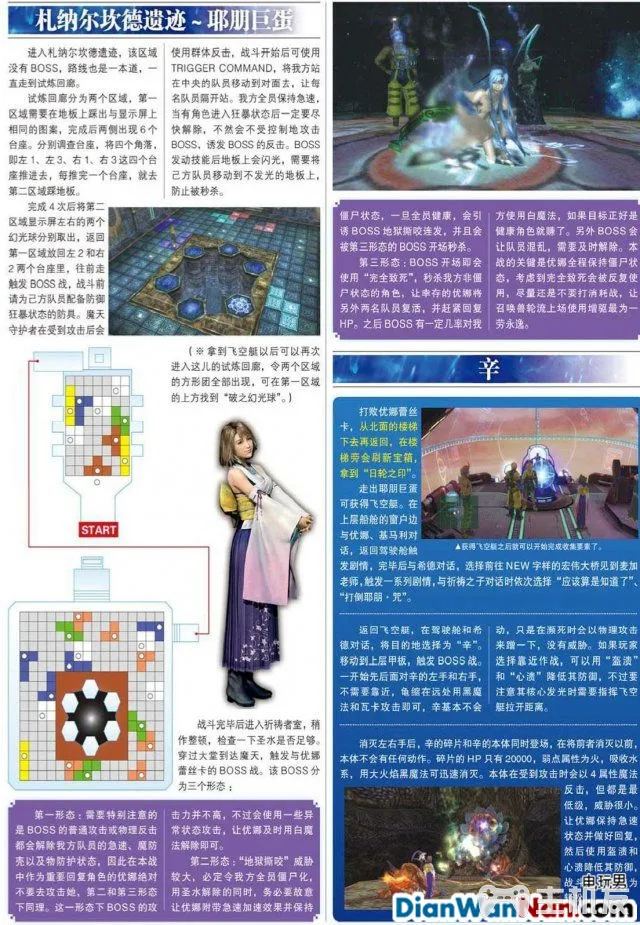 札纳尔坎德遗迹～耶朋巨蛋
进入札纳尔坎德遗迹，该区域
没有BOSS，路线也是一本道，一
直走到试炼回廊。
试炼回廊分为两个区域，第一
区域需要在地板上踩出与显示屏上
相同的图案，完成后两侧出现6个
台座。分别调查台座，将四个角落，
即左1、左3、右1、右3这四个台
座推进去，每推完一个台座，就去
第二区域踩地板。
完成4次后将第二
区域显示屏左右的两个
幻光球分别取出，返回
第一区域放回左2和右
2两个台座里，往前走
触发BOSS战，战斗前
请为己方队员配备防御
狂暴状态的防具。魔天
守护者在受到攻击后会
使用群体反击，战斗开始后可使用
TRIGGER COMMAND，将我方站
在中央的队员移动到对面去，让每
名队员隔开站。我方全员保持急速，
当有角色进入狂暴状态后一定要尽
快解除，不然会不受控制地攻击
BOSS，诱发BOSS的反击。BOSS
发动技能后地板上会闪光，需要将
己方队员移动到不发光的地板上，
防止被秒杀。
（※拿到飞空艇以后可以再次
进入这儿的试炼回廊，令两个区域
的方形团全部出现，可在第一区域
的上方找到“破之幻光球”。）
START
战斗完毕后进入祈祷者室，稍
作整顿，检查一下圣水是否足够。
穿过大堂到达魔天，触发与优娜
蕾丝卡的BOSS战。该BOSS分
为三个形态：
第一形态：需要特别注意的
是BOSS的普通攻击或物理反击
都会解除我方队员的急速、魔防
壳以及物防护状态，因此在本战
中作为重要回复角色的优娜绝对
不要去攻击她，第二和第三形态
下同理。这一形态下BOSS的攻
击力并不高，不过会使用一些异
常状态攻击，让优娜及时用白魔
法解除即可。
第二形态：“地狱撕咬”威胁
较大，必定令我方全员僵尸化，
用圣水解除的同时，务必要故意
让优娜附带急速加速效果并保持
僵尸状态，一旦全员健康，会引
诱BOSS地狱撕咬连发，并且会
被第三形态的BOSS开场秒杀。
第三形态：BOSS开场即会
使用“完全致死”，秒杀我方非僵
尸状态的角色，让幸存的优娜将
另外两名队员复活，并赶紧回复
HP。之后BOSS有一定几率对我
方使用白魔法，如果目标正好是
健康角色就赚了。另外BOSS会
让队员混乱，需要及时解除。本
战的关键是优娜全程保持僵尸状
态，考虑到完全致死会被反复使
用，尽量还是不要打消耗战，让
召唤兽轮流上场使用增驱最为一
劳永逸。
辛
打败优娜蕾丝
卡，从北面的楼梯
下去再返回，在楼
梯旁会刷新宝箱，
拿到“日轮之印”。
走出耶朋巨蛋
可获得飞空艇。在
上层船舱的窗户边
与优娜、基马利对
话，返回驾驶舱触
▲获得飞空艇之后就可以开始完成收集要素了。
发剧情，完毕后与希德对话，选择前往NEW字样的宏伟大桥见到麦加
老师，触发一系列剧情，与祈祷之子对话时依次选择“应该算是知道了”、
“打倒耶朋·咒”。
返回飞空艇，在驾驶舱和希
德对话，将目的地选择为“辛”。
移动到上层甲板，触发BOSS战。
一开始先后面对辛的左手和右手，
不需要靠近，龟缩在远处用黑魔
法和瓦卡攻击即可，辛基本不会
动，只是在濒死时会以物理攻击
来蹭一下，没有威胁。如果玩家
选择靠近作战，可以用“盔溃”
和“心溃”降低其防御，不过要
注意其核心发光时需要指挥飞空
艇拉开距离。
消灭左右手后，辛的碎片和辛的本体同时登场，在将前者消灭以前，
本体不会有任何动作。碎片的HP只有20000，弱点属性为火，吸收水
系，用大火焰黑魔法可迅速消灭。本体在受到攻击时会以4属性魔法
反击，但都是最
低级，威胁很小。
让优娜保持急速
状态并做好回复，
然后使用盔溃和
心溃降低其防御，
电玩男
DianWanNan.com